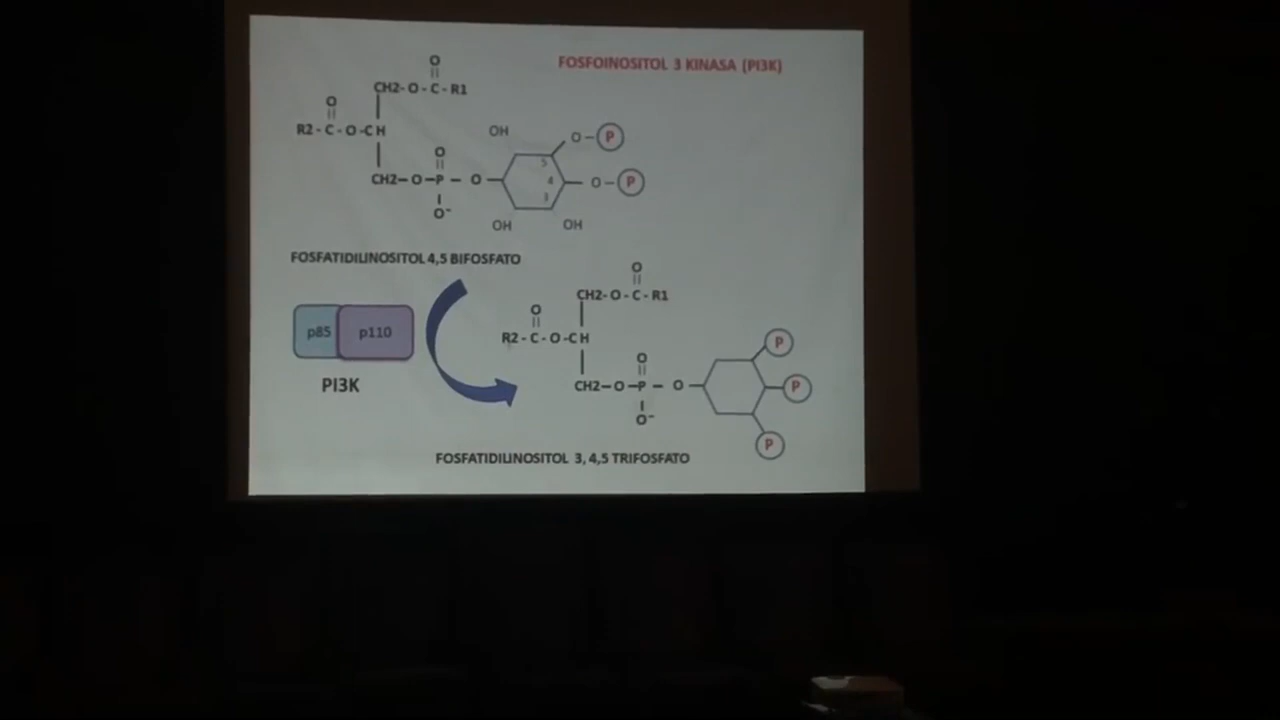 FOSFOINOSITOL 3 KINASA (PI3K)
O
CH2-O-C-R1
O
R2-C-O-CH
O
CH2-O-P-O
O-
OH
O-P
5
4
O-P
3
OH
OH
FOSFATIDILINOSITOL 4,5 BIFOSFATO
p85
p110
PI3K
O
CH2-O-C-R1
O
R2-C-O-CH
O
CH2-O-P-O
O-
P
P
P
FOSFATIDILINOSITOL 3, 4,5 TRIFOSFATO